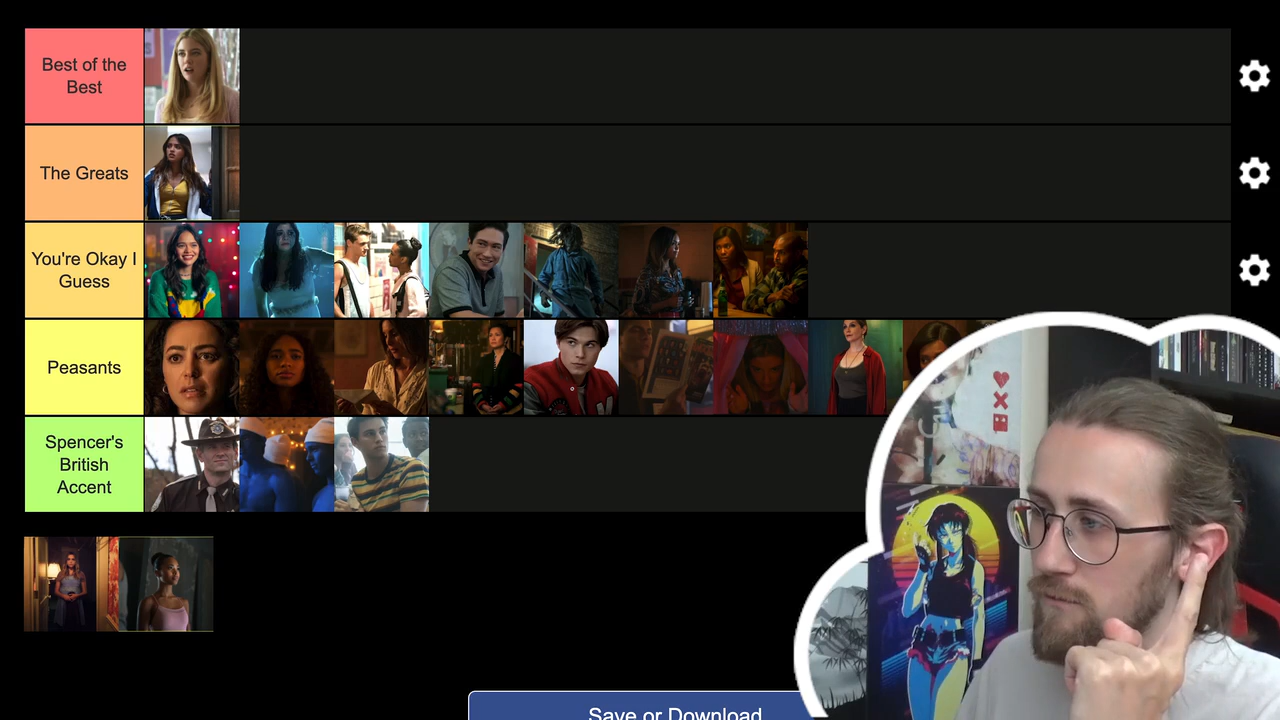 Best of the
Best
The Greats
You're Okay I
Guess
Peasants
Spencer's
British
Accent
Save or Download